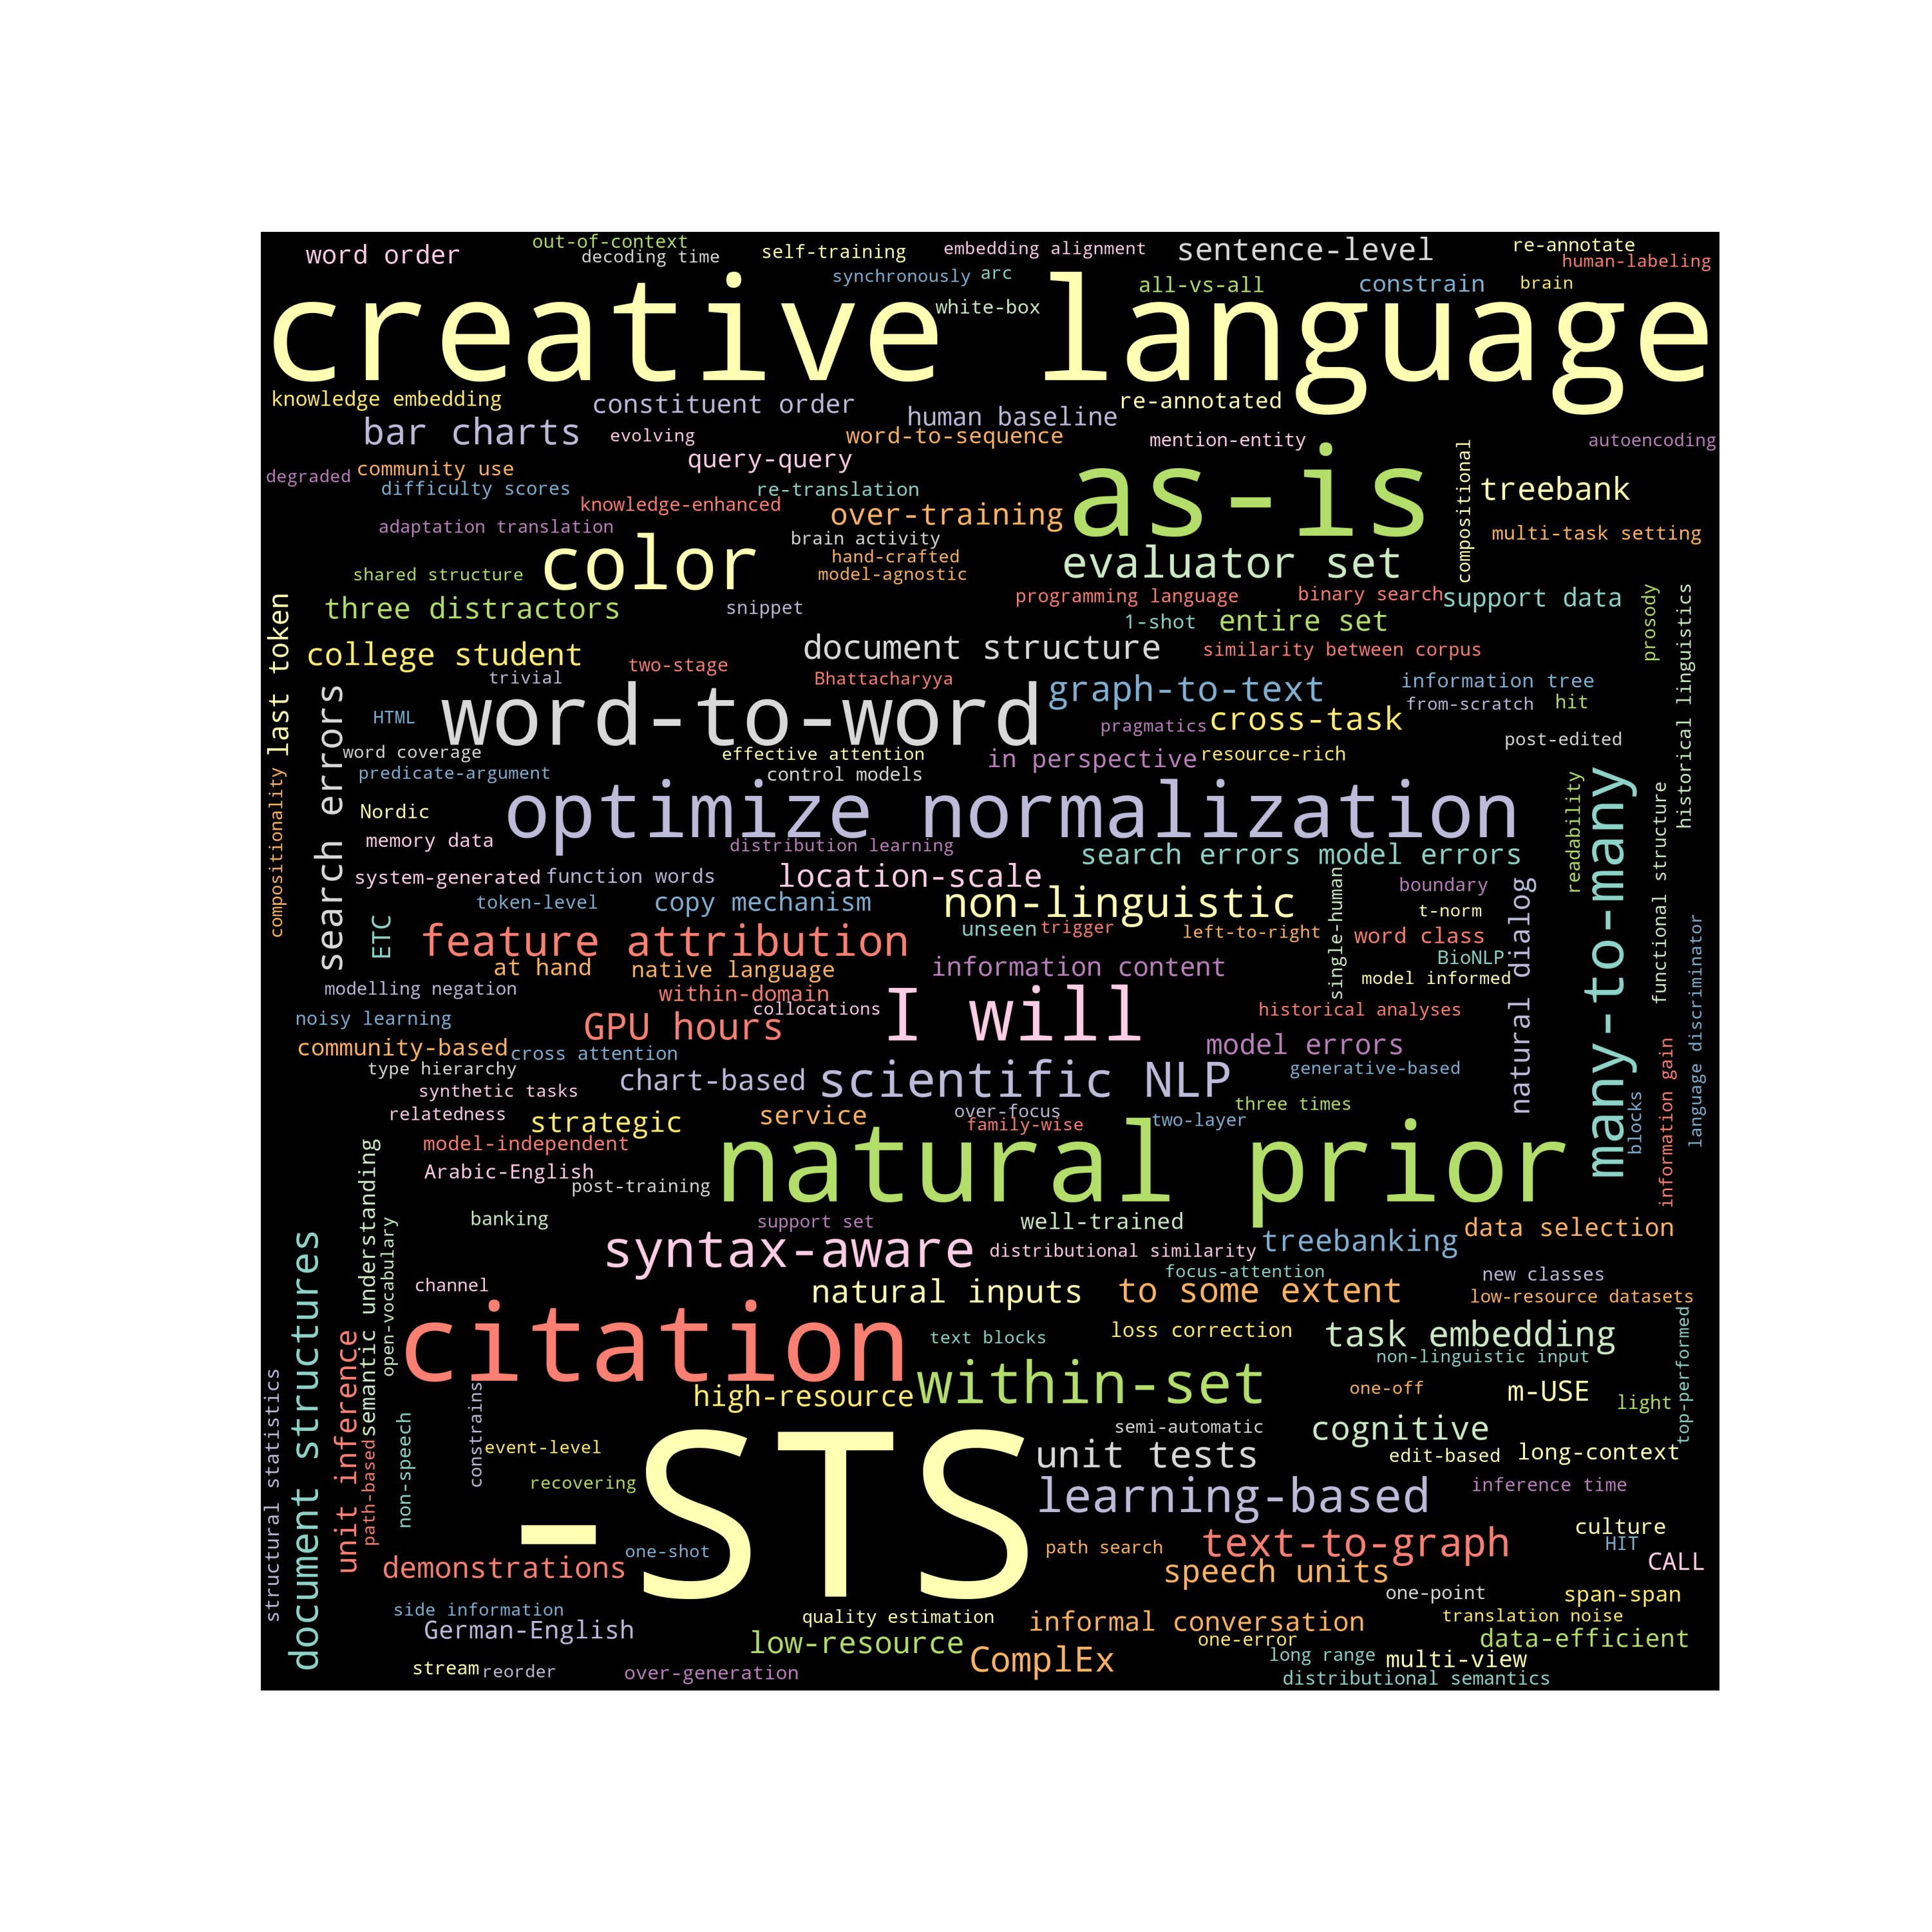 word order
out-of-context
decoding time
self-training
embedding alignment
sentence-level
re-annotate
human-labeling
synchronously
arc
all-vs-all
constrain
brain
white-box
creative language
knowledge embedding
constituent order
human baseline
re-annotated
bar charts
evolving
word-to-sequence
mention-entity
autoencoding
query-query
as-is
compositional
degraded
community use
difficulty scores
re-translation
treebank
knowledge-enhanced
over-training
adaptation translation
brain activity
multi-task setting
color
hand-crafted
evaluator set
shared structure
model-agnostic
three distractors
snippet
programming language
binary search
support data
prosody
historical linguistics
last token
1-shot
entire set
college student
two-stage
document structure
similarity between corpus
trivial
Bhattacharyya
graph-to-text
information tree
search errors
HTML
word-to-word
pragmatics
cross-task
from-scratch
hit
word coverage
effective attention
in perspective
resource-rich
post-edited
predicate-argument
control models
compositionality
Nordic
optimize normalization
readability
many-to-many
functional structure
memory data
distribution learning
search errors model errors
system-generated
function words
location-scale
single-human
boundary
natural dialog
token-level
copy mechanism
non-linguistic
t-norm
ETC
feature attribution
unseen
trigger
left-to-right
word class
language discriminator
at hand
native language
information content
BioNLP
model informed
modelling negation
within-domain
collocations
I will
historical analyses
noisy learning
GPU hours
community-based
cross attention
model errors
information gain
type hierarchy
chart-based
scientific NLP
generative-based
synthetic tasks
blocks
relatedness
strategic
service
over-focus
family-wise
two-layer
three times
model-independent
natural prior
semantic understanding
Arabic-English
post-training
banking
support set
well-trained
data selection
open-vocabulary
document structures
syntax-aware
distributional similarity
treebanking
channel
focus-attention
new classes
natural inputs
to some extent
low-resource datasets
citation
text blocks
loss correction
task embedding
top-performed
unit inference
non-linguistic input
structural statistics
high-resource
within-set
one-off
m-USE
light
constrains
non-speech
path-based
semi-automatic
cognitive
event-level
-STS
unit tests
edit-based
long-context
recovering
learning-based
inference time
culture
one-shot
path search
text-to-graph
HIT
demonstrations
speech units
CALL
one-point
span-span
side information
quality estimation
informal conversation
translation noise
German-English
low-resource
one-error
data-efficient
stream
reorder
over-generation
ComplEx
long range
multi-view
distributional semantics